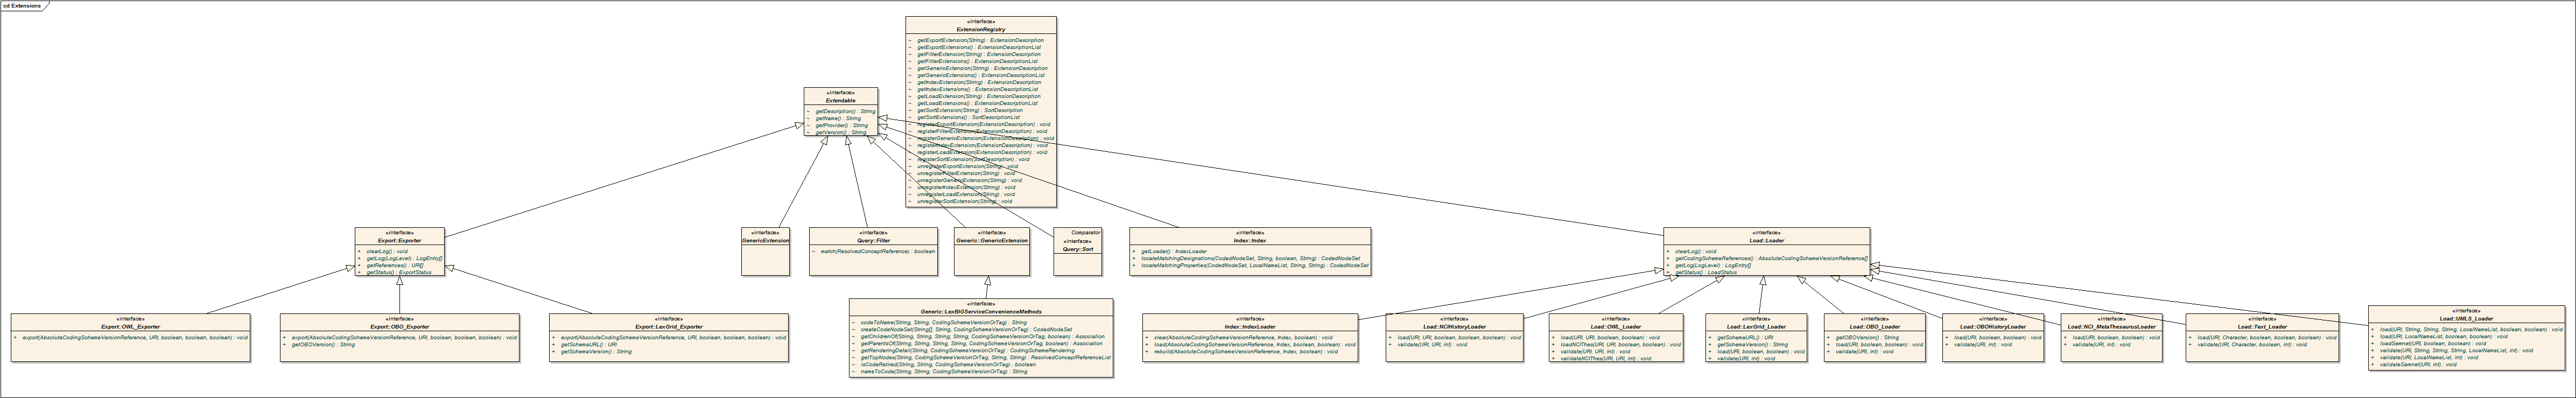 cd Extensions
«interface»
ExtensionRegistry
~ getExportExtension(String) : ExtensionDescription
~ getExportExtensions() : ExtensionDescriptionList
~ getFilterExtension(String) : ExtensionDescription
~ getFilterExtensions() : ExtensionDescriptionList
~ getGenericExtension(String) : ExtensionDescription
~ getGenericExtensions() : ExtensionDescriptionList
~ getIndexExtension(String) : ExtensionDescription
~ getIndexExtensions() : ExtensionDescriptionList
~ getLoadExtension(String) : ExtensionDescription
~ getLoadExtensions() : ExtensionDescriptionList
~ getSortExtension(String) : SortDescription
~ getSortExtensions() : SortDescriptionList
~ registerExportExtension(ExtensionDescription) : void
~ registerFilterExtension(ExtensionDescription) : void
~ registerGenericExtension(ExtensionDescription) : void
~ registerIndexExtension(ExtensionDescription) : void
~ registerLoadExtension(ExtensionDescription) : void
~ registerSortExtension(SortDescription) : void
~ unregisterExportExtension(String) : void
~ unregisterFilterExtension(String) : void
~ unregisterGenericExtension(String) : void
~ unregisterIndexExtension(String) : void
~ unregisterLoadExtension(String) : void
~ unregisterSortExtension(String) : void
«interface»
Extendable
~ getDescription() : String
~ getName() : String
~ getProvider() : String
~ getVersion() : String
«interface»
Export::Exporter
+ clearLog() : void
+ getLog(LogLevel) : LogEntry[]
+ getReferences() : URI[]
+ getStatus() : ExportStatus
«interface»
GenericExtension
«interface»
Query::Filter
~ match(ResolvedConceptReference) : boolean
«interface»
Generic::GenericExtension
Comparator
«interface»
Query::Sort
«interface»
Index::Index
+ getLoader() : IndexLoader
+ locateMatchingDesignations(CodedNodeSet, String, boolean, String) : CodedNodeSet
+ locateMatchingProperties(CodedNodeSet, LocalNameList, String, String) : CodedNodeSet
«interface»
Load::Loader
+ clearLog() : void
+ getCodingSchemeReferences() : AbsoluteCodingSchemeVersionReference[]
+ getLog(LogLevel) : LogEntry[]
+ getStatus() : LoadStatus
«interface»
Export::OWL_Exporter
+ export(AbsoluteCodingSchemeVersionReference, URI, boolean, boolean, boolean) : void
«interface»
Export::OBO_Exporter
+ export(AbsoluteCodingSchemeVersionReference, URI, boolean, boolean, boolean) : void
+ getOBOVersion() : String
«interface»
Export::LexGrid_Exporter
+ export(AbsoluteCodingSchemeVersionReference, URI, boolean, boolean, boolean) : void
+ getSchemaURL() : URI
+ getSchemaVersion() : String
«interface»
Generic::LexBIGServiceConvenienceMethods
~ codeToName(String, String, CodingSchemeVersionOrTag) : String
~ createCodeNodeSet(String[], String, CodingSchemeVersionOrTag) : CodedNodeSet
~ getChildrenOf(String, String, String, String, CodingSchemeVersionOrTag, boolean) : Association
~ getParentsOf(String, String, String, String, CodingSchemeVersionOrTag, boolean) : Association
~ getRenderingDetail(String, CodingSchemeVersionOrTag) : CodingSchemeRendering
~ getTopNodes(String, CodingSchemeVersionOrTag, String, String) : ResolvedConceptReferenceList
~ isCodeRetired(String, String, CodingSchemeVersionOrTag) : boolean
~ nameToCode(String, String, CodingSchemeVersionOrTag) : String
«interface»
Index::IndexLoader
+ clear(AbsoluteCodingSchemeVersionReference, Index, boolean) : void
+ load(AbsoluteCodingSchemeVersionReference, Index, boolean, boolean) : void
+ rebuild(AbsoluteCodingSchemeVersionReference, Index, boolean) : void
«interface»
Load::NCIHistoryLoader
+ load(URI, URI, boolean, boolean, boolean) : void
+ validate(URI, URI, int) : void
«interface»
Load::OWL_Loader
+ load(URI, URI, boolean, boolean) : void
+ loadNCIThes(URI, URI, boolean, boolean) : void
+ validate(URI, URI, int) : void
+ validateNCIThes(URI, URI, int) : void
«interface»
Load::LexGrid_Loader
+ getSchemaURL() : URI
+ getSchemaVersion() : String
+ load(URI, boolean, boolean) : void
+ validate(URI, int) : void
«interface»
Load::OBO_Loader
+ getOBOVersion() : String
+ load(URI, boolean, boolean) : void
+ validate(URI, int) : void
«interface»
Load::OBOHistoryLoader
+ load(URI, boolean, boolean, boolean) : void
+ validate(URI, int) : void
«interface»
Load::NCI_MetaThesaurusLoader
+ load(URI, boolean, boolean) : void
+ validate(URI, int) : void
«interface»
Load::Text_Loader
+ load(URI, Character, boolean, boolean, boolean) : void
+ validate(URI, Character, boolean, int) : void
«interface»
Load::UMLS_Loader
+ load(URI, String, String, String, LocalNameList, boolean, boolean) : void
+ load(URI, LocalNameList, boolean, boolean) : void
+ loadSemnet(URI, boolean, boolean) : void
+ validate(URI, String, String, String, LocalNameList, int) : void
+ validate(URI, LocalNameList, int) : void
+ validateSemnet(URI, int) : void